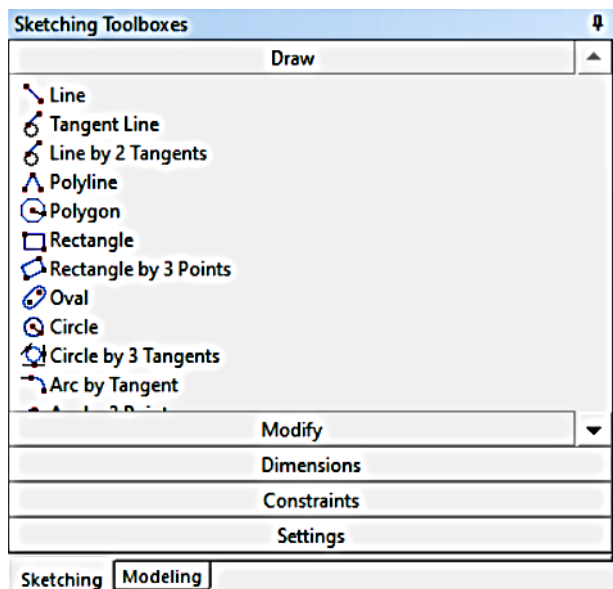 Sketching Toolboxes
Draw
Line
Tangent Line
Line by 2 Tangents
Polyline
Polygon
Rectangle
Rectangle by 3 Points
Oval
Circle
Circle by 3 Tangents
Arc by Tangent
Modify
Dimensions
Constraints
Settings
Sketching Modeling